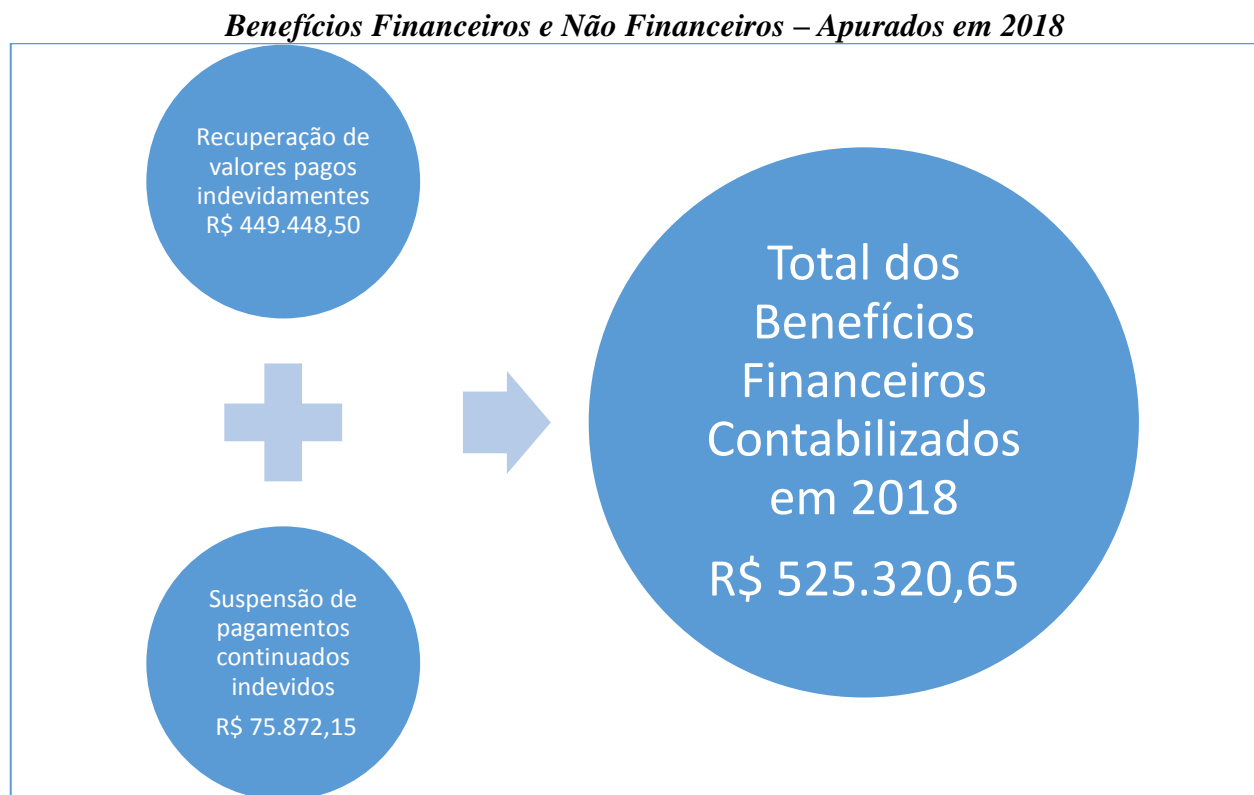 Benefícios Financeiros e Não Financeiros – Apurados em 2018
Recuperação de
valores pagos
indevidamentes
R$ 449.448,50
Suspensão de
pagamentos
continuados
indevidos
R$ 75.872,15
Total dos
Benefícios
Financeiros
Contabilizados
em 2018
R$ 525.320,65